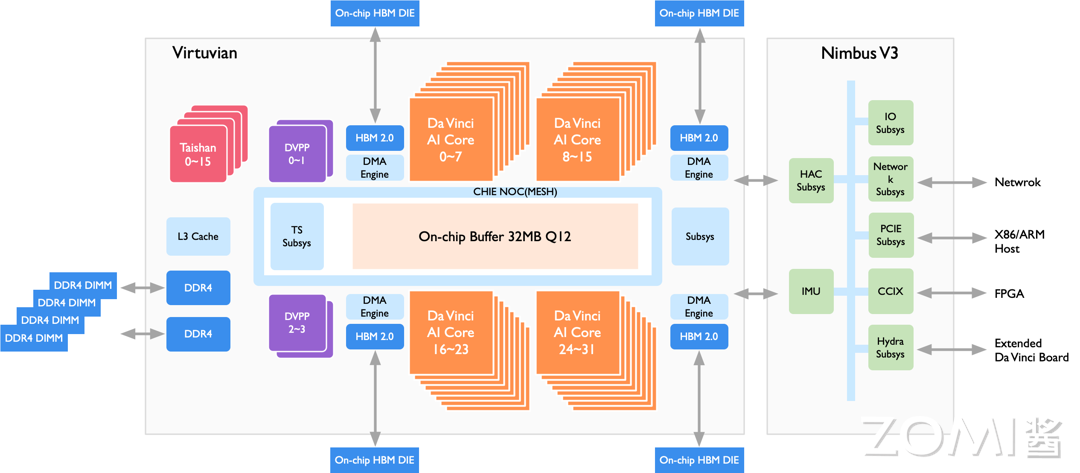 On-chip HBM DIE
On-chip HBM DIE
Virtuvian
Nimbus V3
Taishan
0~15
DVPP
0~1
HBM 2.0
DMA
Engine
Da Vinci
AI Core
0~7
Da Vinci
AI Core
8~15
HBM 2.0
DMA
Engine
IO
Subsys
HAC
Subsys
Networ
k
Subsys
Netwrok
CHIE NOC(MESH)
L3 Cache
TS
Subsys
On-chip Buffer 32MB Q12
Subsys
PCIE
Subsys
X86/ARM
Host
DDR4 DIMM
DDR4 DIMM
DDR4 DIMM
DDR4 DIMM
DDR4
DDR4
DVPP
2~3
DMA
Engine
HBM 2.0
Da Vinci
AI Core
16~23
Da Vinci
AI Core
24~31
DMA
Engine
HBM 2.0
IMU
CCIX
FPGA
Hydra
Subsys
Extended
Da Vinci Board
On-chip HBM DIE
On-chip HBM DIE
ZOMI酱